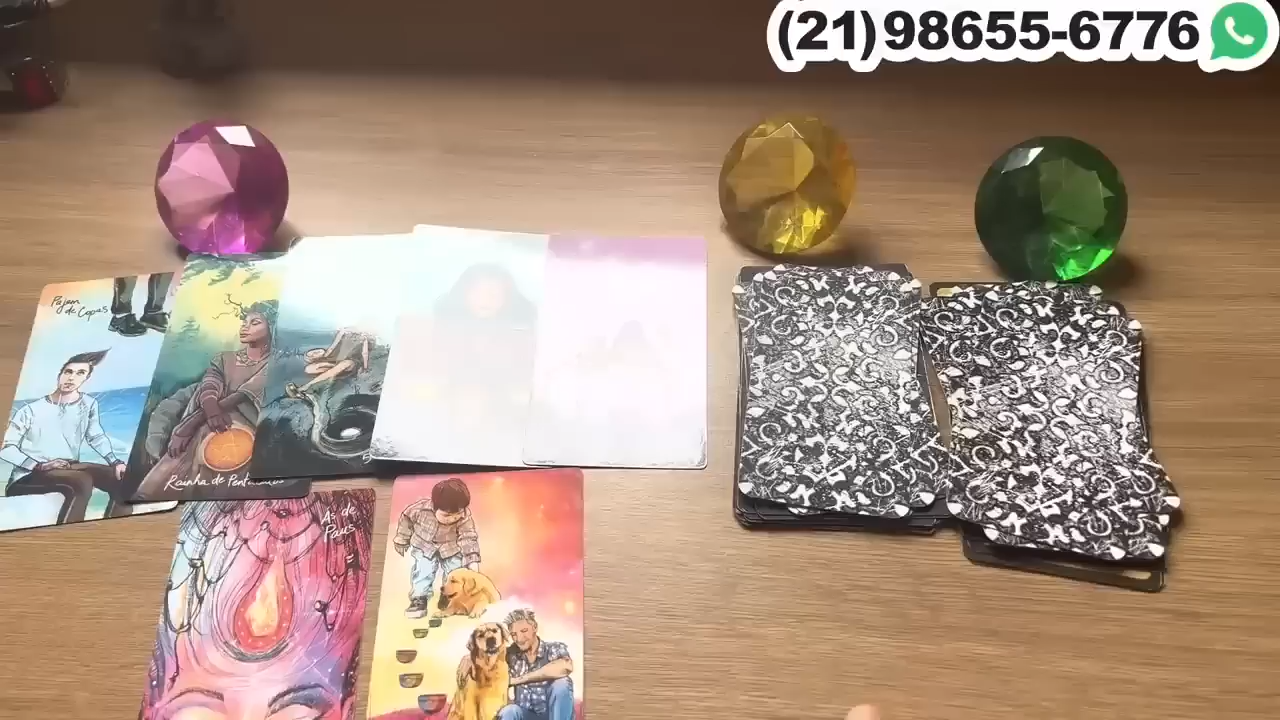 (21)98655-6776
Pajem
de Copas
Ás de
Paus
Rainha de Pentáculos